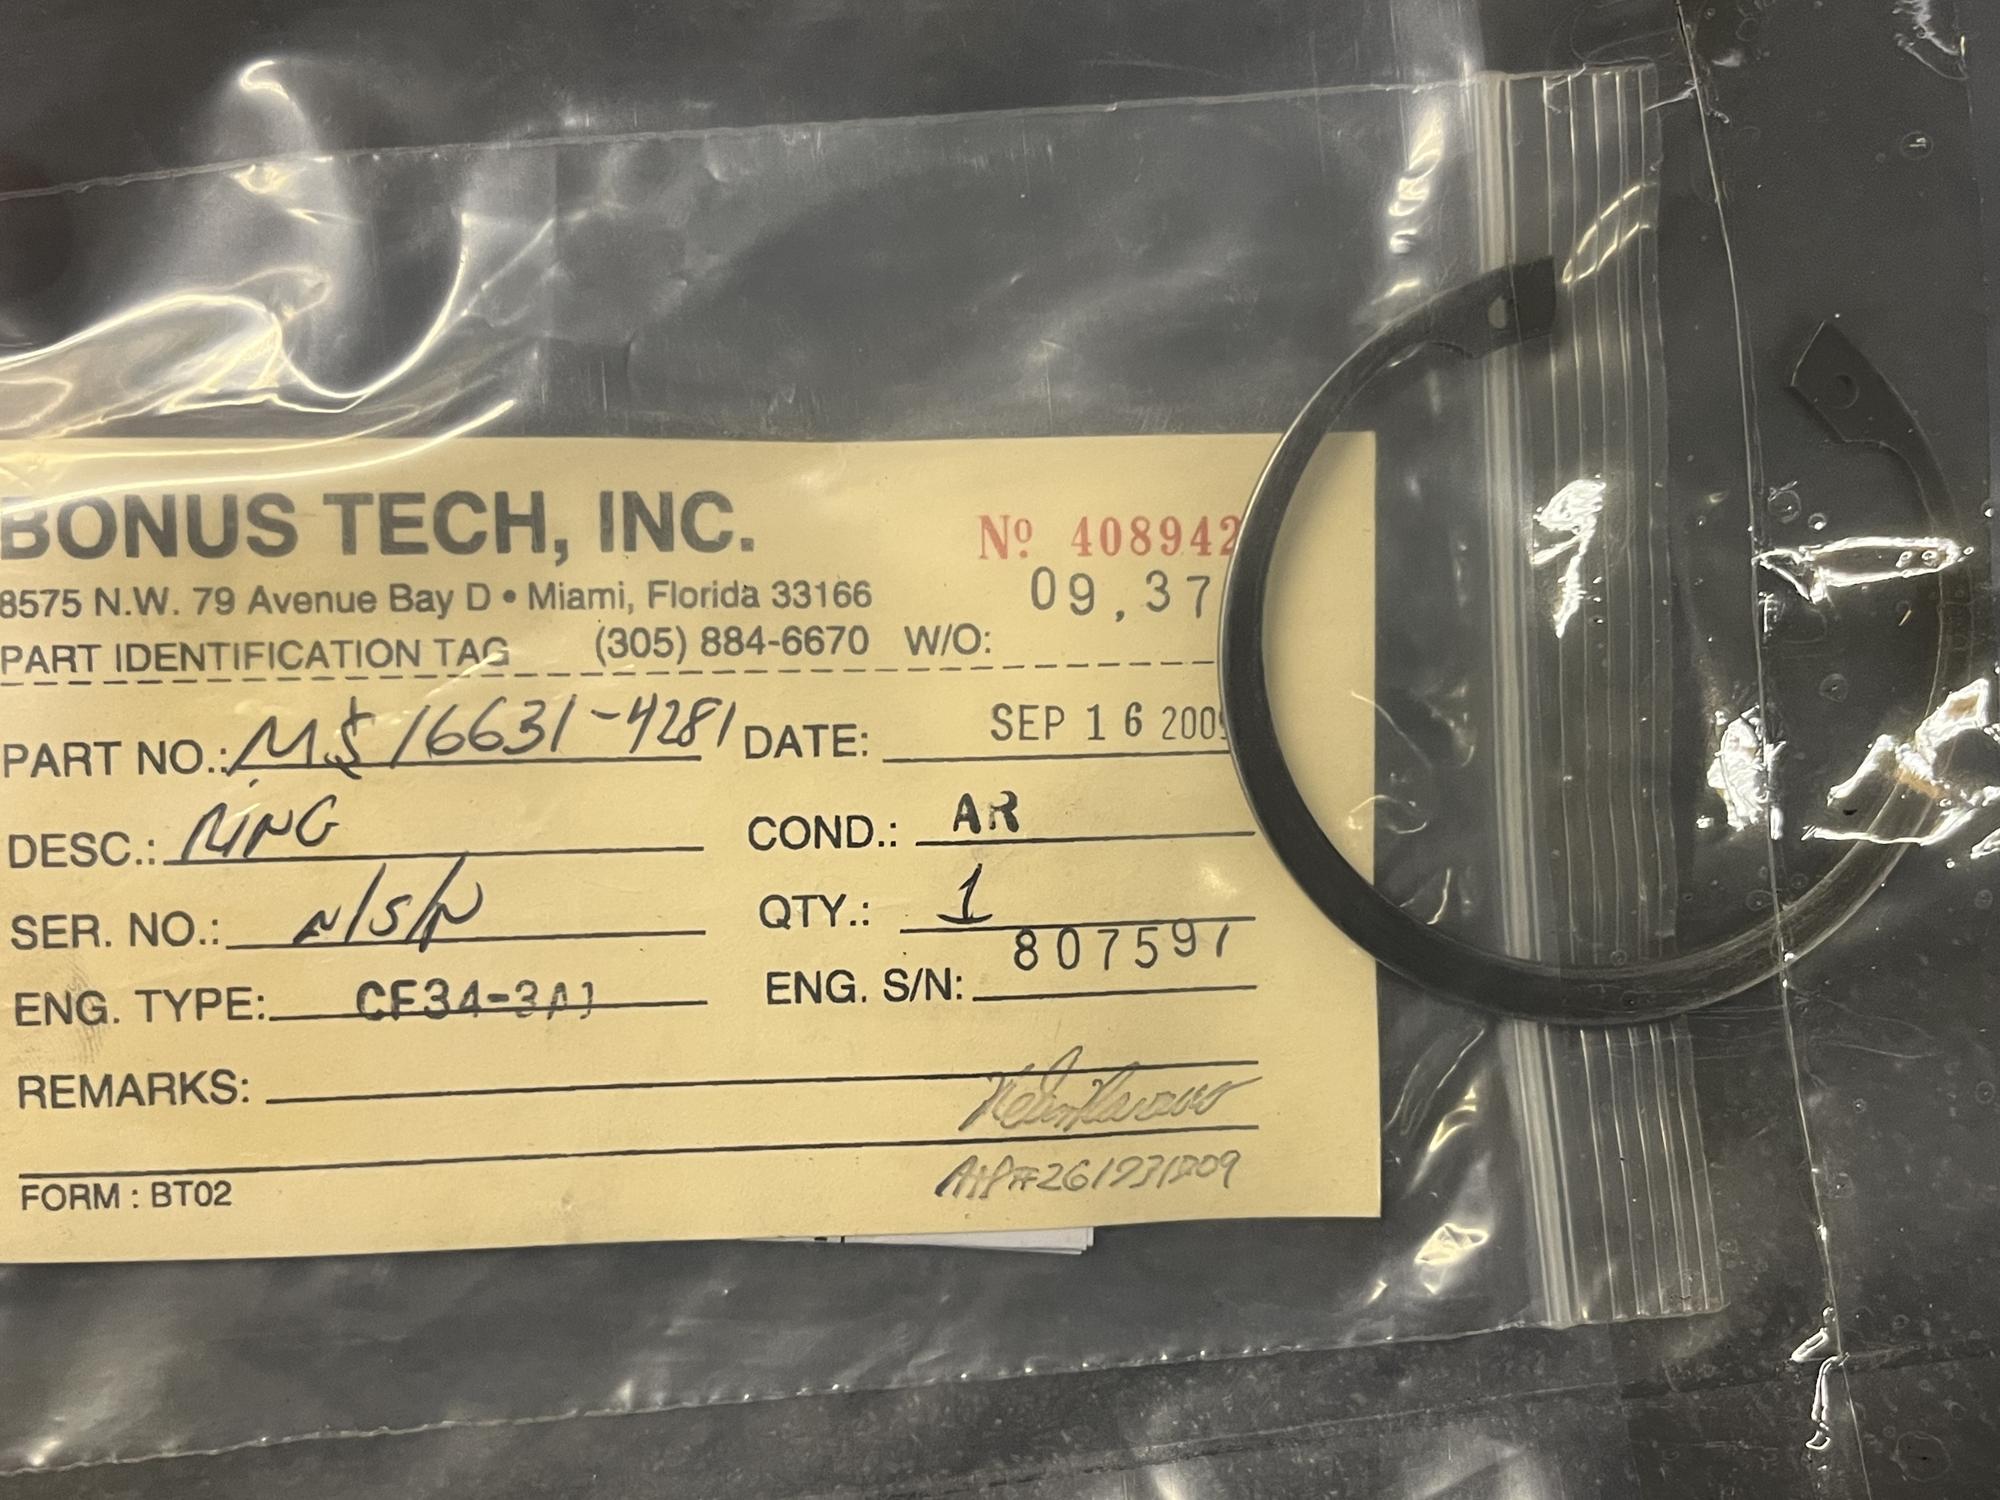 BONUS TECH, INC.
Nº 408942
8575 N.W. 79 Avenue Bay D • Miami, Florida 33166
09,37
PART IDENTIFICATION TAG (305) 884-6670 W/O:
PART NO.: MS16631-4281 DATE: SEP 16 2009
DESC.: RING COND.: AR
SER. NO.: N/S/N QTY.: 1
ENG. TYPE: CF34-3A1 ENG. S/N: 807597
REMARKS:
FORM : BT02